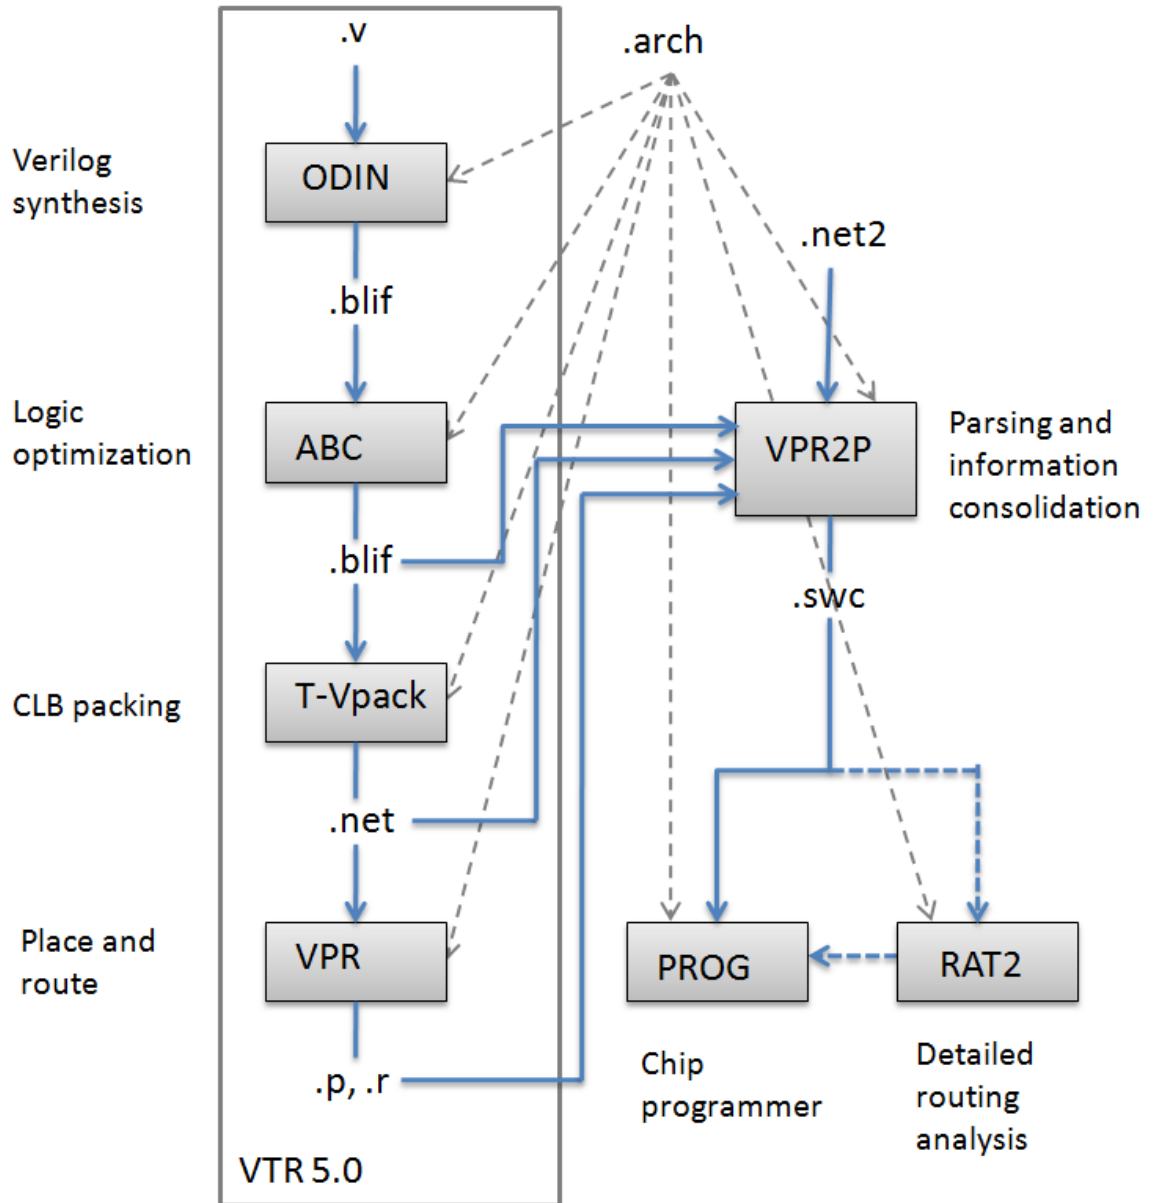 .v
.arch
Verilog
synthesis
ODIN
.net2
.blif
Logic
optimization
ABC
VPR2P
Parsing and
information
consolidation
.blif
.swc
CLB packing
T-Vpack
.net
Place and
route
VPR
PROG
RAT2
.p, .r
Chip
programmer
Detailed
routing
analysis
VTR 5.0